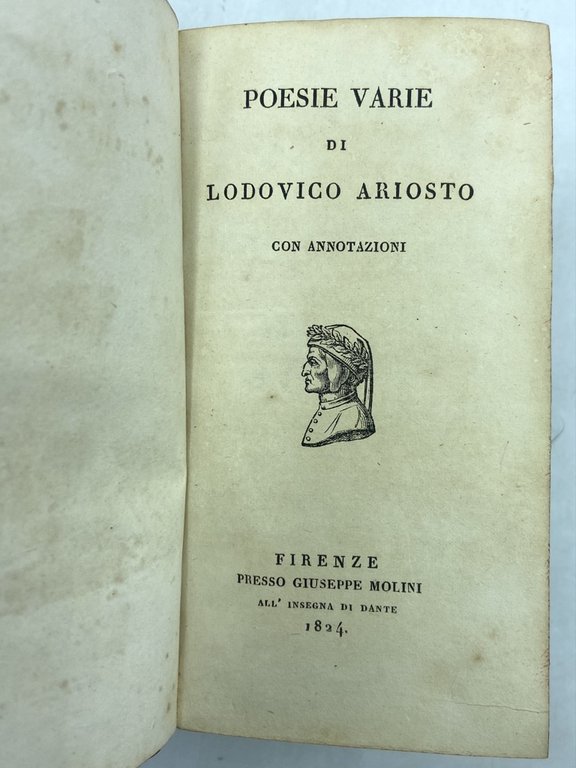 POESIE VARIE
DI
LODOVICO ARIOSTO
CON ANNOTAZIONI
FIRENZE
PRESSO GIUSEPPE MOLINI
ALL' INSEGNA DI DANTE
1824.